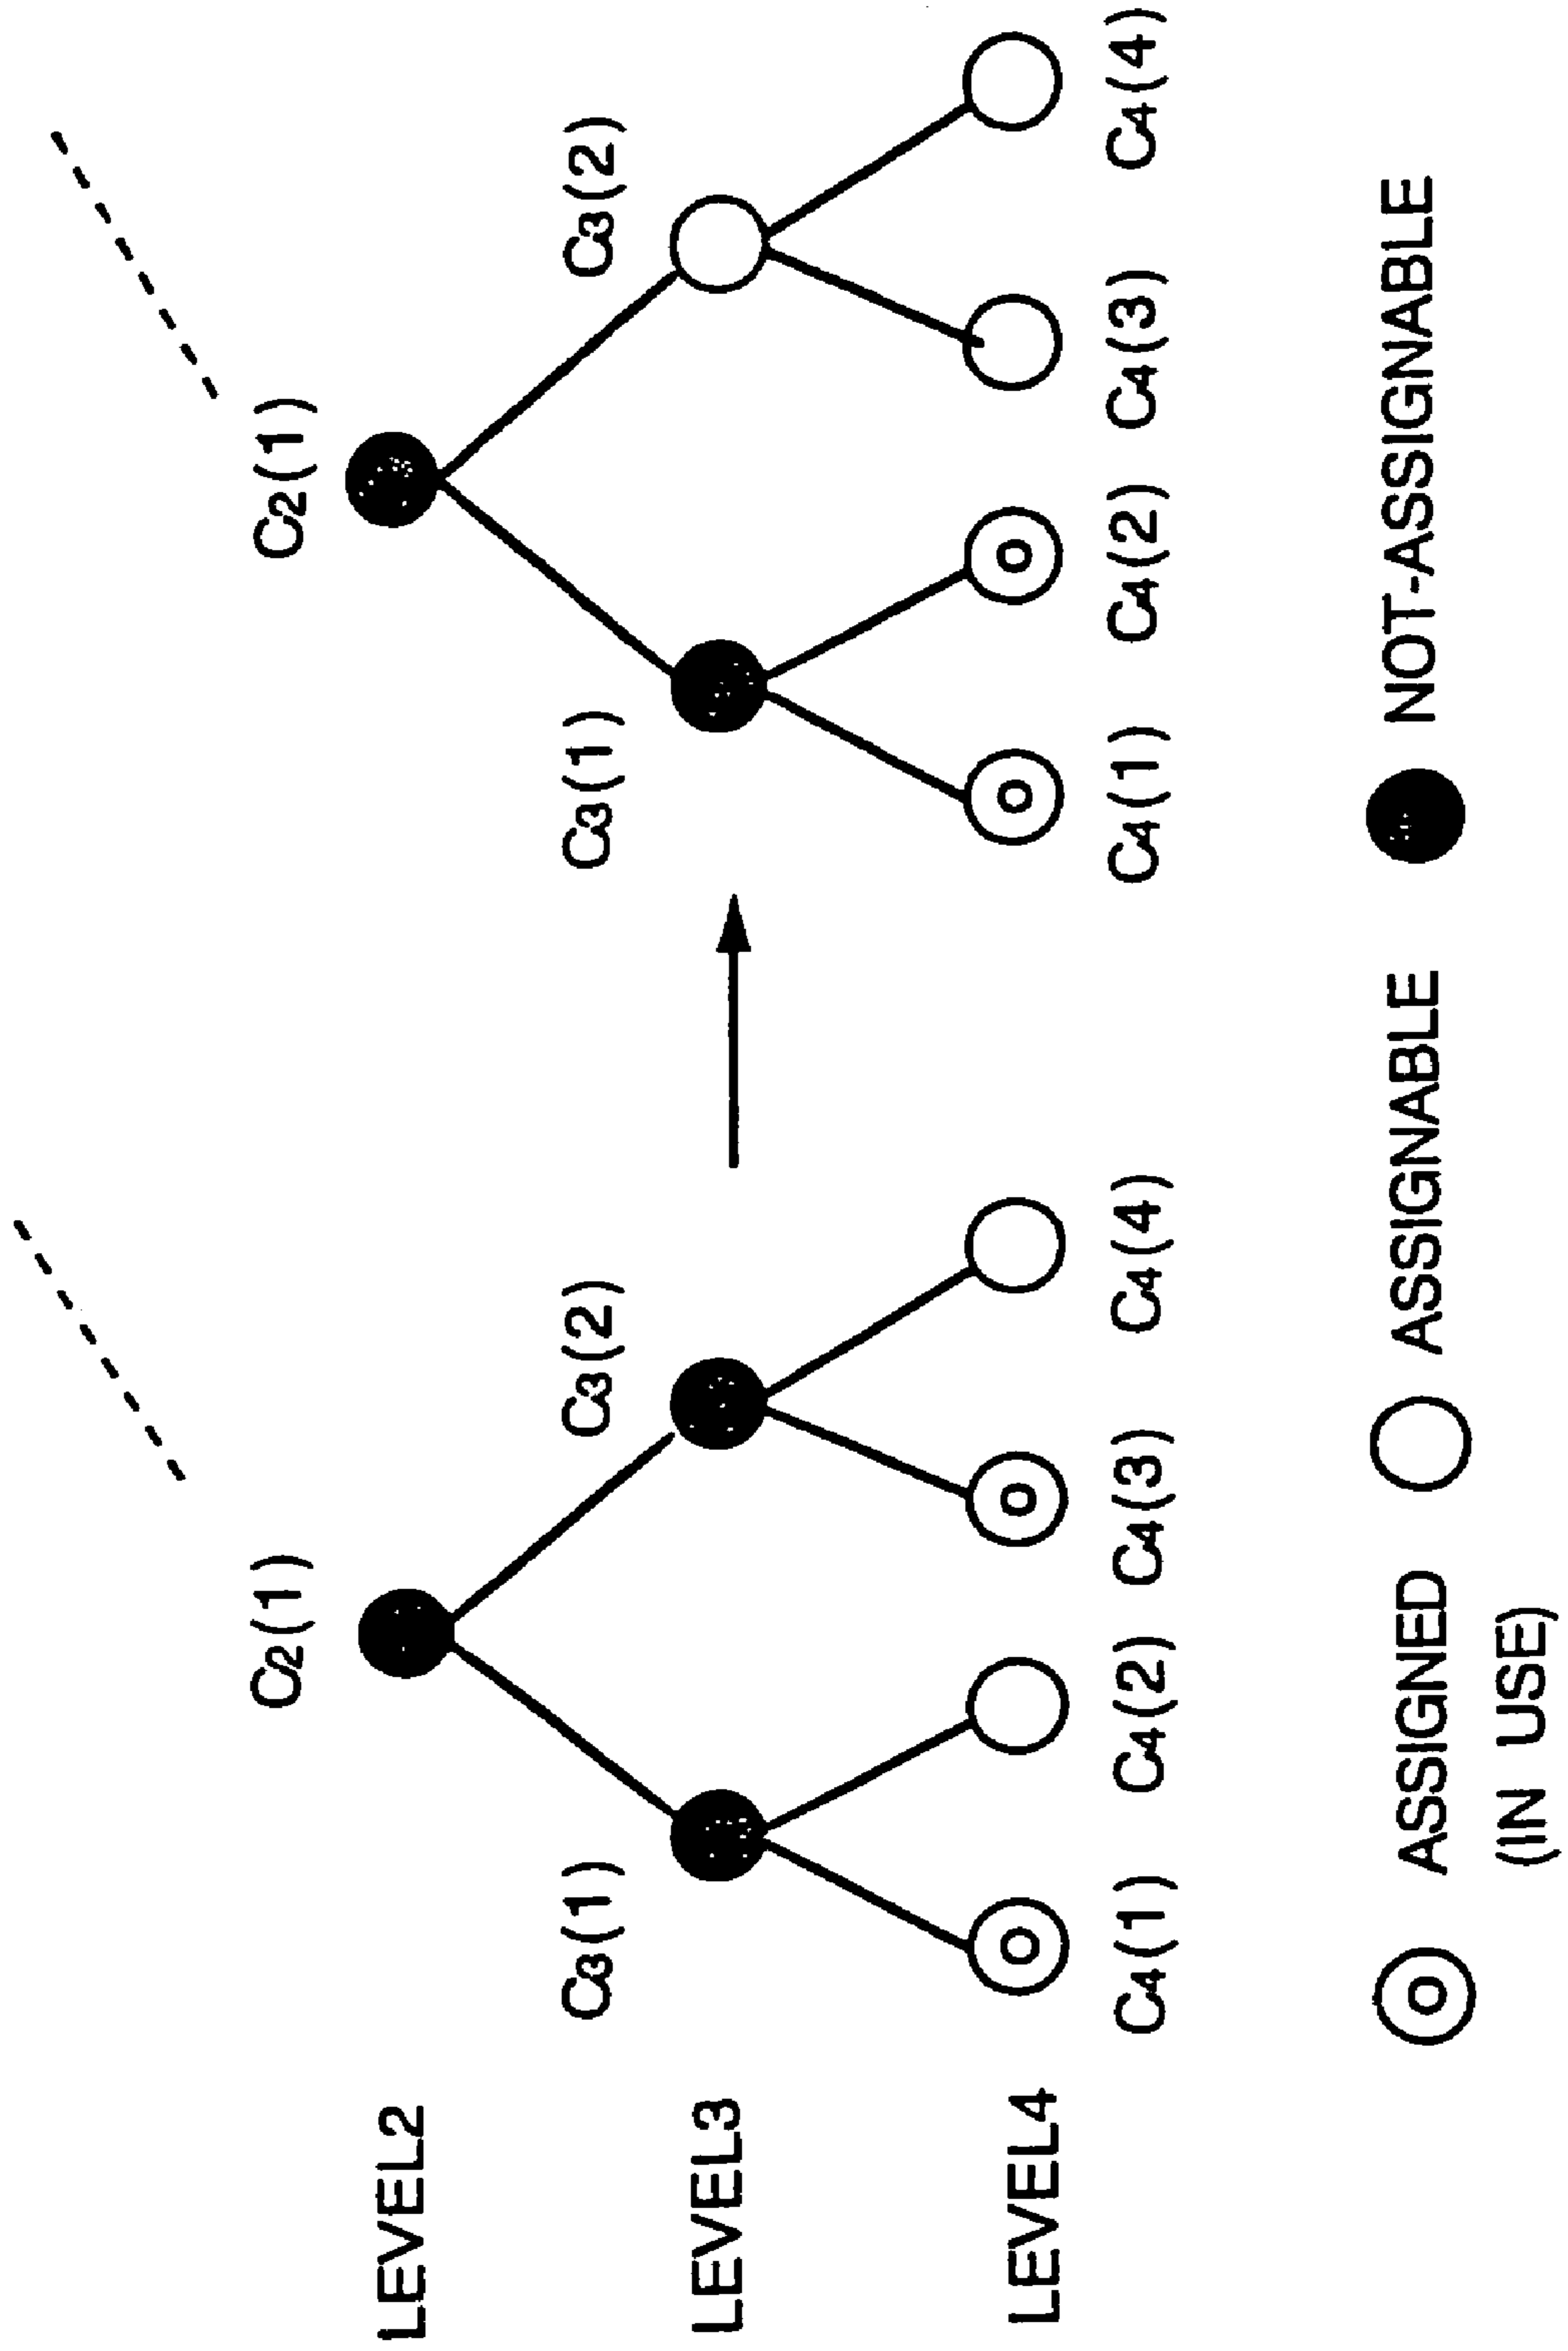 C2(1) C2(1)
LEVEL2
C3(1) C3(2) C3(1) C3(2)
LEVEL3
LEVEL4
C4(1) C4(2) C4(3) C4(4) C4(1) C4(2) C4(3) C4(4)
ASSIGNED ASSIGNABLE NOT-ASSIGNABLE
(IN USE)